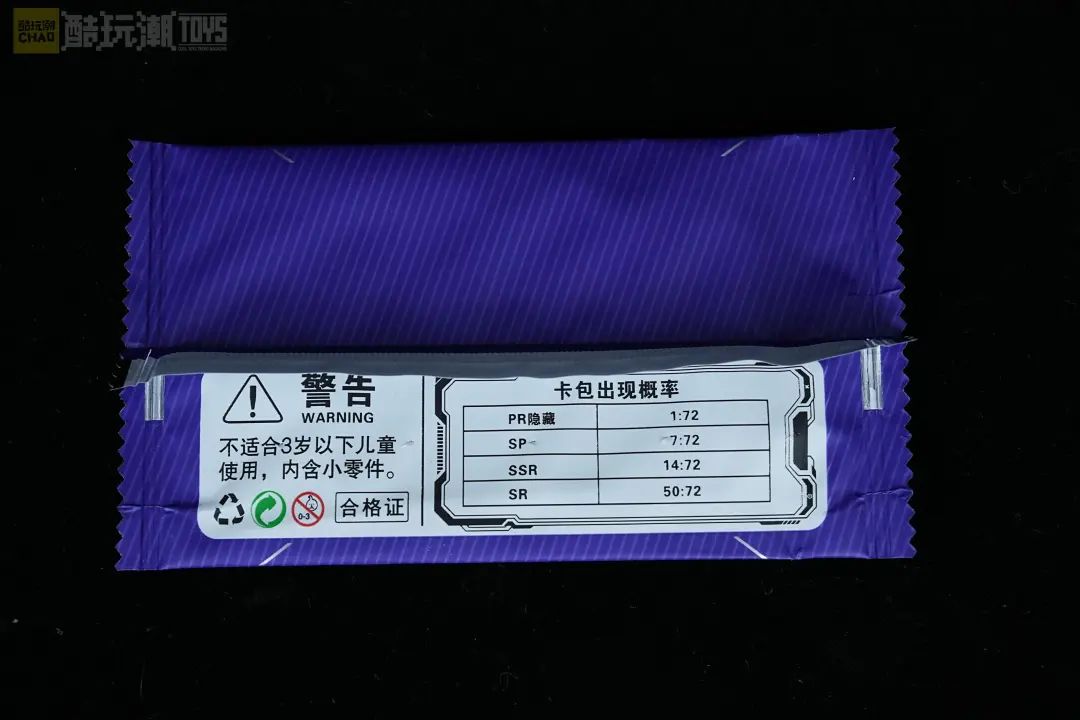 酷玩潮
CHAO
酷玩潮TOYS
警告
WARNING
不适合3岁以下儿童
使用，内含小零件。
0-3
合格证
卡包出现概率
PR隐藏 1:72
SP 7:72
SSR 14:72
SR 50:72